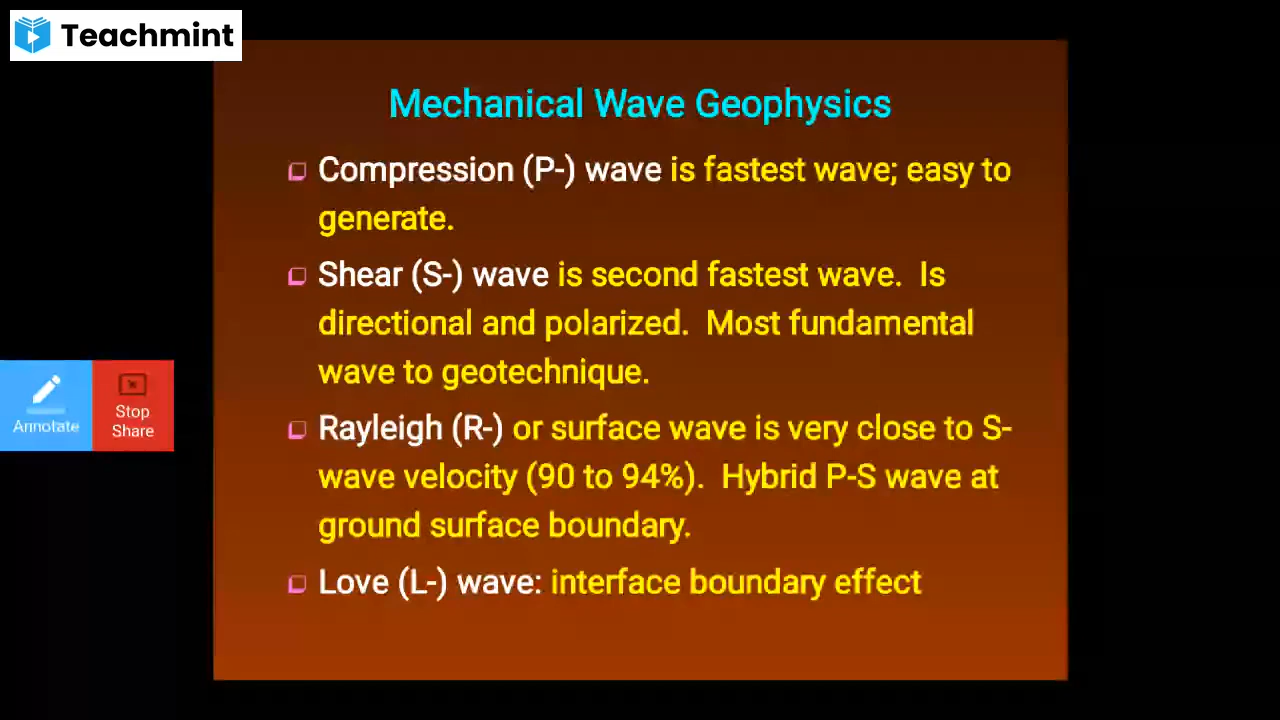 Teachmint
Mechanical Wave Geophysics
Compression (P-) wave is fastest wave; easy to
generate.
Shear (S-) wave is second fastest wave.  Is
directional and polarized.  Most fundamental
wave to geotechnique.
Rayleigh (R-) or surface wave is very close to S-
wave velocity (90 to 94%).  Hybrid P-S wave at
ground surface boundary.
Love (L-) wave: interface boundary effect
Annotate
Stop
Share